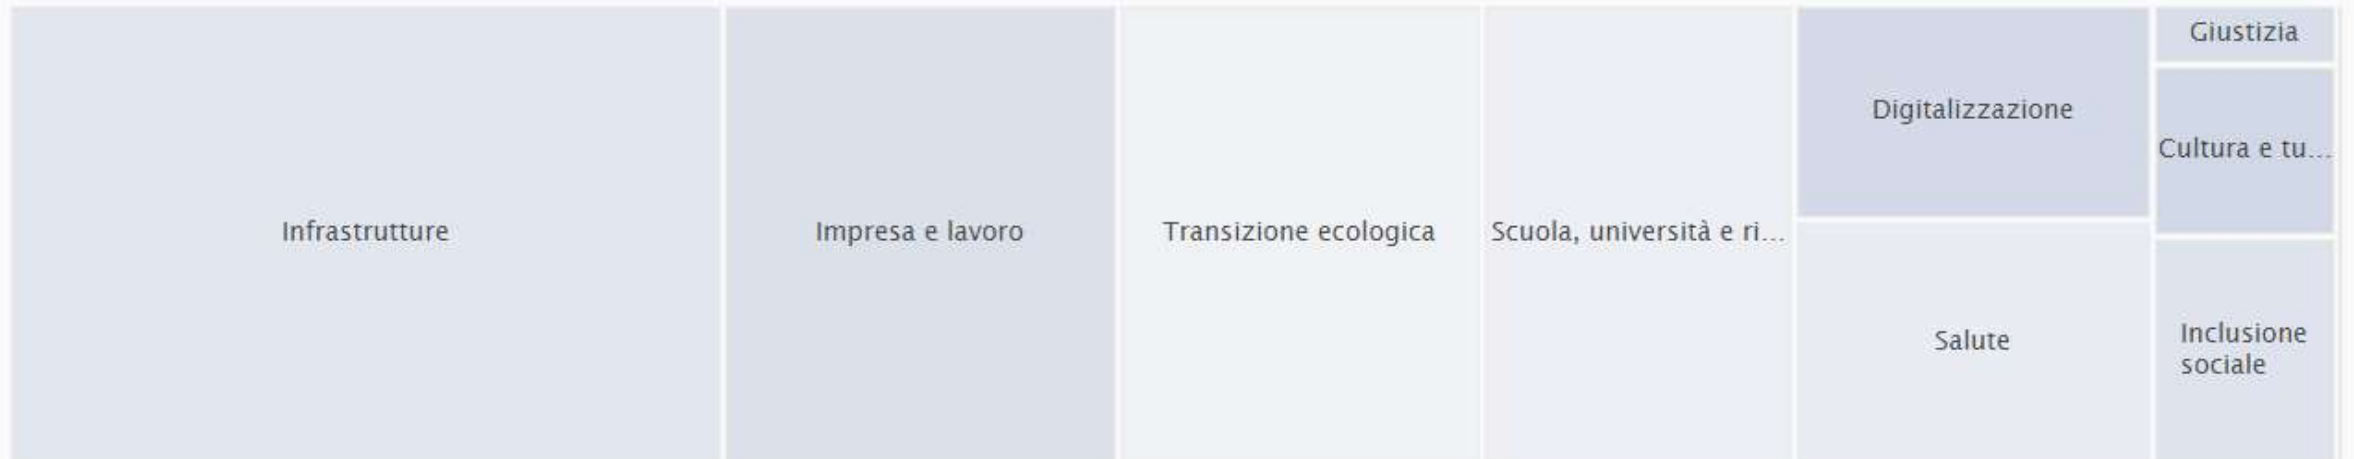 Infrastrutture
Impresa e lavoro
Transizione ecologica
Scuola, università e ri...
Digitalizzazione
Salute
Giustizia
Cultura e tu...
Inclusione
sociale